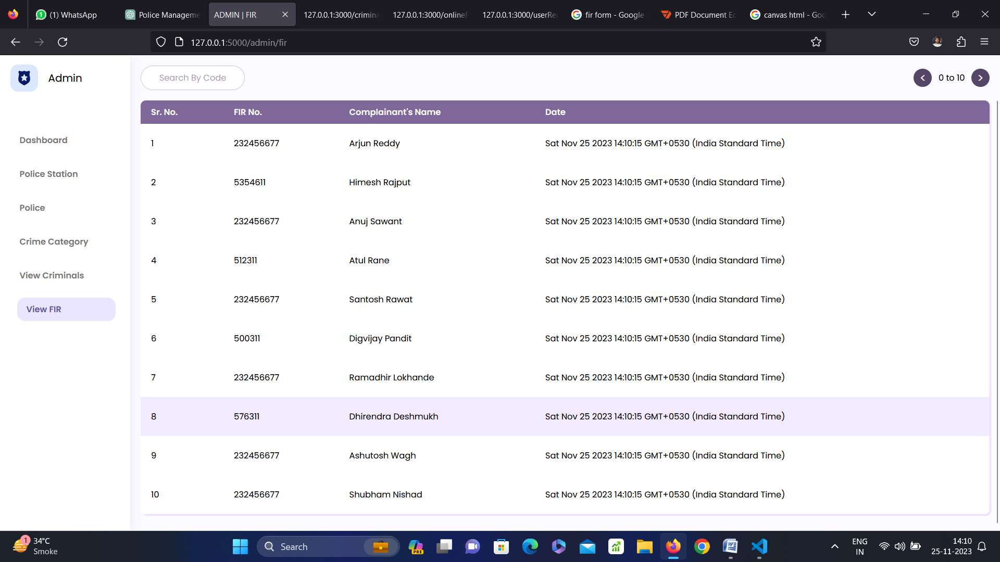 (1) WhatsApp
Police Manageme
ADMIN | FIR
127.0.0.1:3000/crimina
127.0.0.1:3000/onlineF
127.0.0.1:3000/userRe
fir form - Google
PDF Document Ed
canvas html - Goo
127.0.0.1:5000/admin/fir
Admin
Search By Code
0 to 10
Dashboard
Police Station
Police
Crime Category
View Criminals
View FIR
Sr. No. FIR No. Complainant's Name Date
1 232456677 Arjun Reddy Sat Nov 25 2023 14:10:15 GMT+0530 (India Standard Time)
2 5354611 Himesh Rajput Sat Nov 25 2023 14:10:15 GMT+0530 (India Standard Time)
3 232456677 Anuj Sawant Sat Nov 25 2023 14:10:15 GMT+0530 (India Standard Time)
4 512311 Atul Rane Sat Nov 25 2023 14:10:15 GMT+0530 (India Standard Time)
5 232456677 Santosh Rawat Sat Nov 25 2023 14:10:15 GMT+0530 (India Standard Time)
6 500311 Digvijay Pandit Sat Nov 25 2023 14:10:15 GMT+0530 (India Standard Time)
7 232456677 Ramadhir Lokhande Sat Nov 25 2023 14:10:15 GMT+0530 (India Standard Time)
8 576311 Dhirendra Deshmukh Sat Nov 25 2023 14:10:15 GMT+0530 (India Standard Time)
9 232456677 Ashutosh Wagh Sat Nov 25 2023 14:10:15 GMT+0530 (India Standard Time)
10 232456677 Shubham Nishad Sat Nov 25 2023 14:10:15 GMT+0530 (India Standard Time)
1
34°C
Smoke
Search
PRE
ENG
IN
14:10
25-11-2023